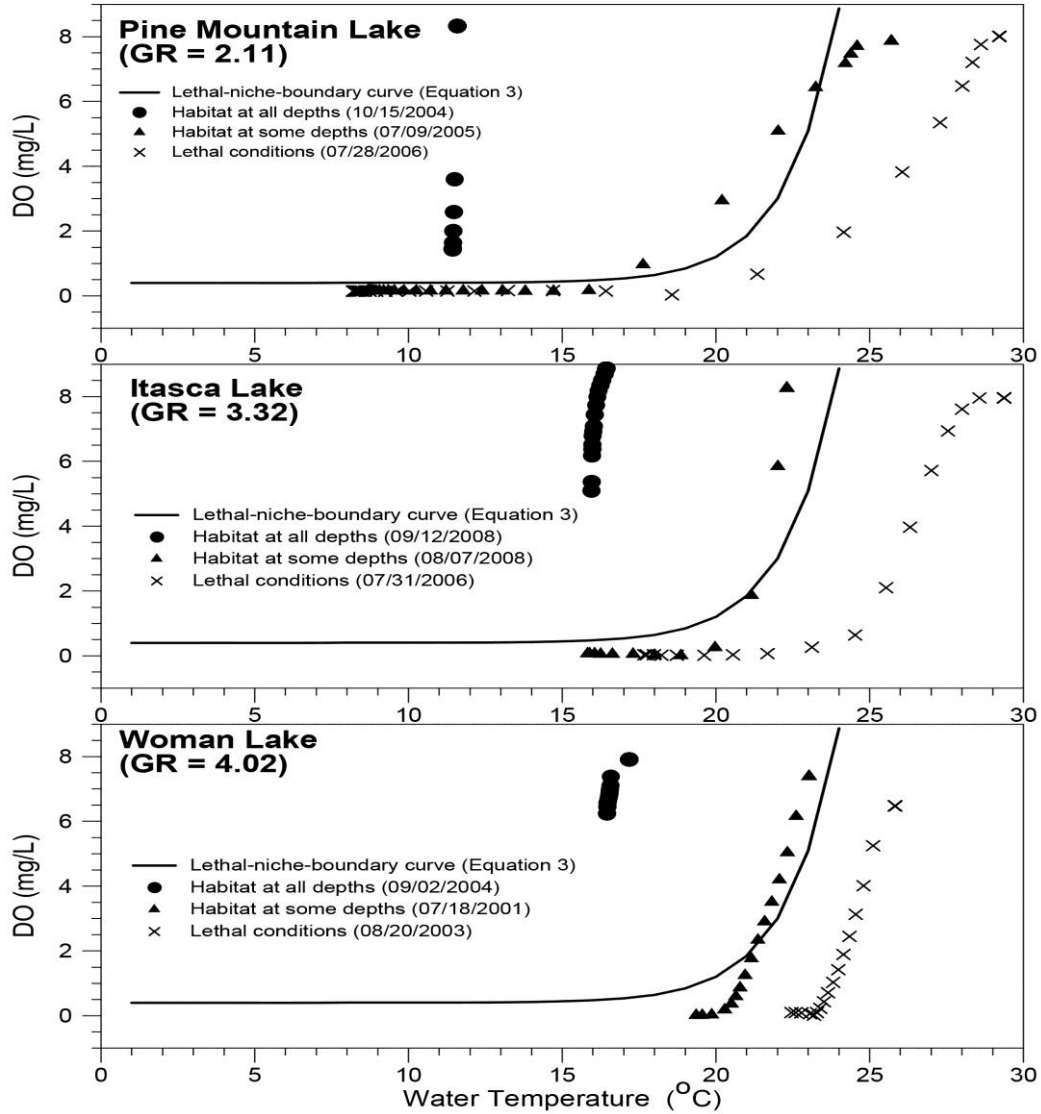 Pine Mountain Lake
(GR = 2.11)
Lethal-niche-boundary curve (Equation 3)
Habitat at all depths (10/15/2004)
Habitat at some depths (07/09/2005)
Lethal conditions (07/28/2006)
DO (mg/L)
8
6
4
2
0
0 5 10 15 20 25 30
Itasca Lake
(GR = 3.32)
Lethal-niche-boundary curve (Equation 3)
Habitat at all depths (09/12/2008)
Habitat at some depths (08/07/2008)
Lethal conditions (07/31/2006)
DO (mg/L)
8
6
4
2
0
0 5 10 15 20 25 30
Woman Lake
(GR = 4.02)
Lethal-niche-boundary curve (Equation 3)
Habitat at all depths (09/02/2004)
Habitat at some depths (07/18/2001)
Lethal conditions (08/20/2003)
DO (mg/L)
8
6
4
2
0
0 5 10 15 20 25 30
Water Temperature (°C)